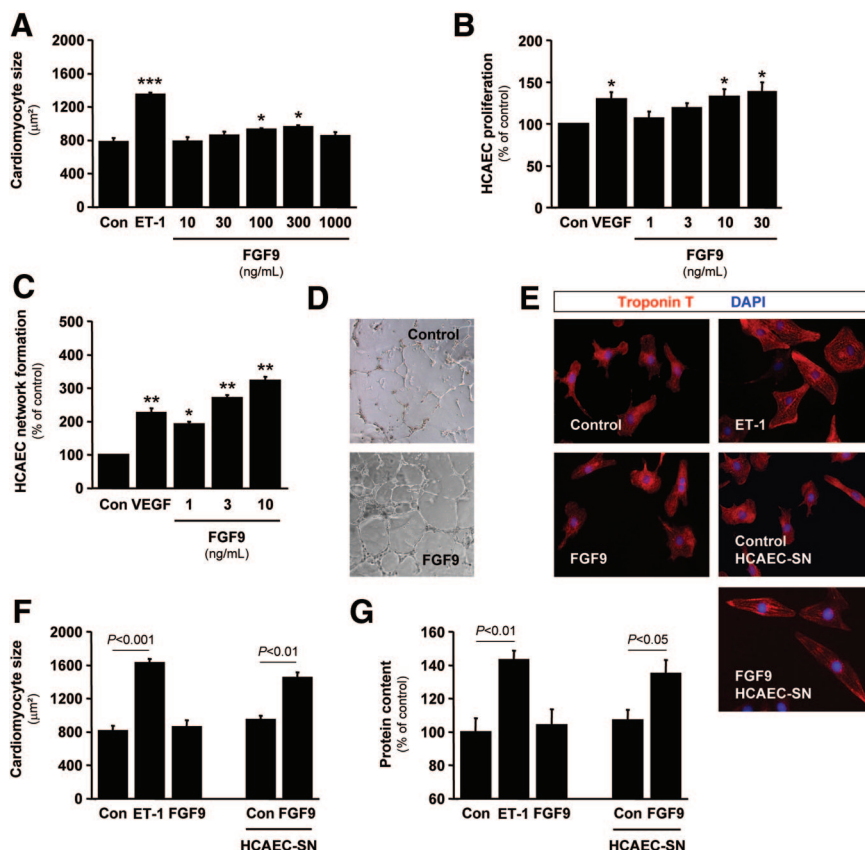 A
Cardiomyocyte size
(µm²)
2000
1600
1200
800
400
0
***
*
*
Con ET-1 10 30 100 300 1000
FGF9
(ng/mL)
B
HCAEC proliferation
(% of control)
200
150
100
50
0
*
*
*
Con VEGF 1 3 10 30
FGF9
(ng/mL)
C
HCAEC network formation
(% of control)
500
400
300
200
100
0
**
*
**
**
Con VEGF 1 3 10
FGF9
(ng/mL)
D
Control
FGF9
E
Troponin T DAPI
Control
ET-1
FGF9
Control
HCAEC-SN
FGF9
HCAEC-SN
F
Cardiomyocyte size
(µm²)
2000
1600
1200
800
400
0
P<0.001
P<0.01
Con ET-1 FGF9 Con FGF9
HCAEC-SN
G
Protein content
(% of control)
160
140
120
100
80
60
P<0.01
P<0.05
Con ET-1 FGF9 Con FGF9
HCAEC-SN